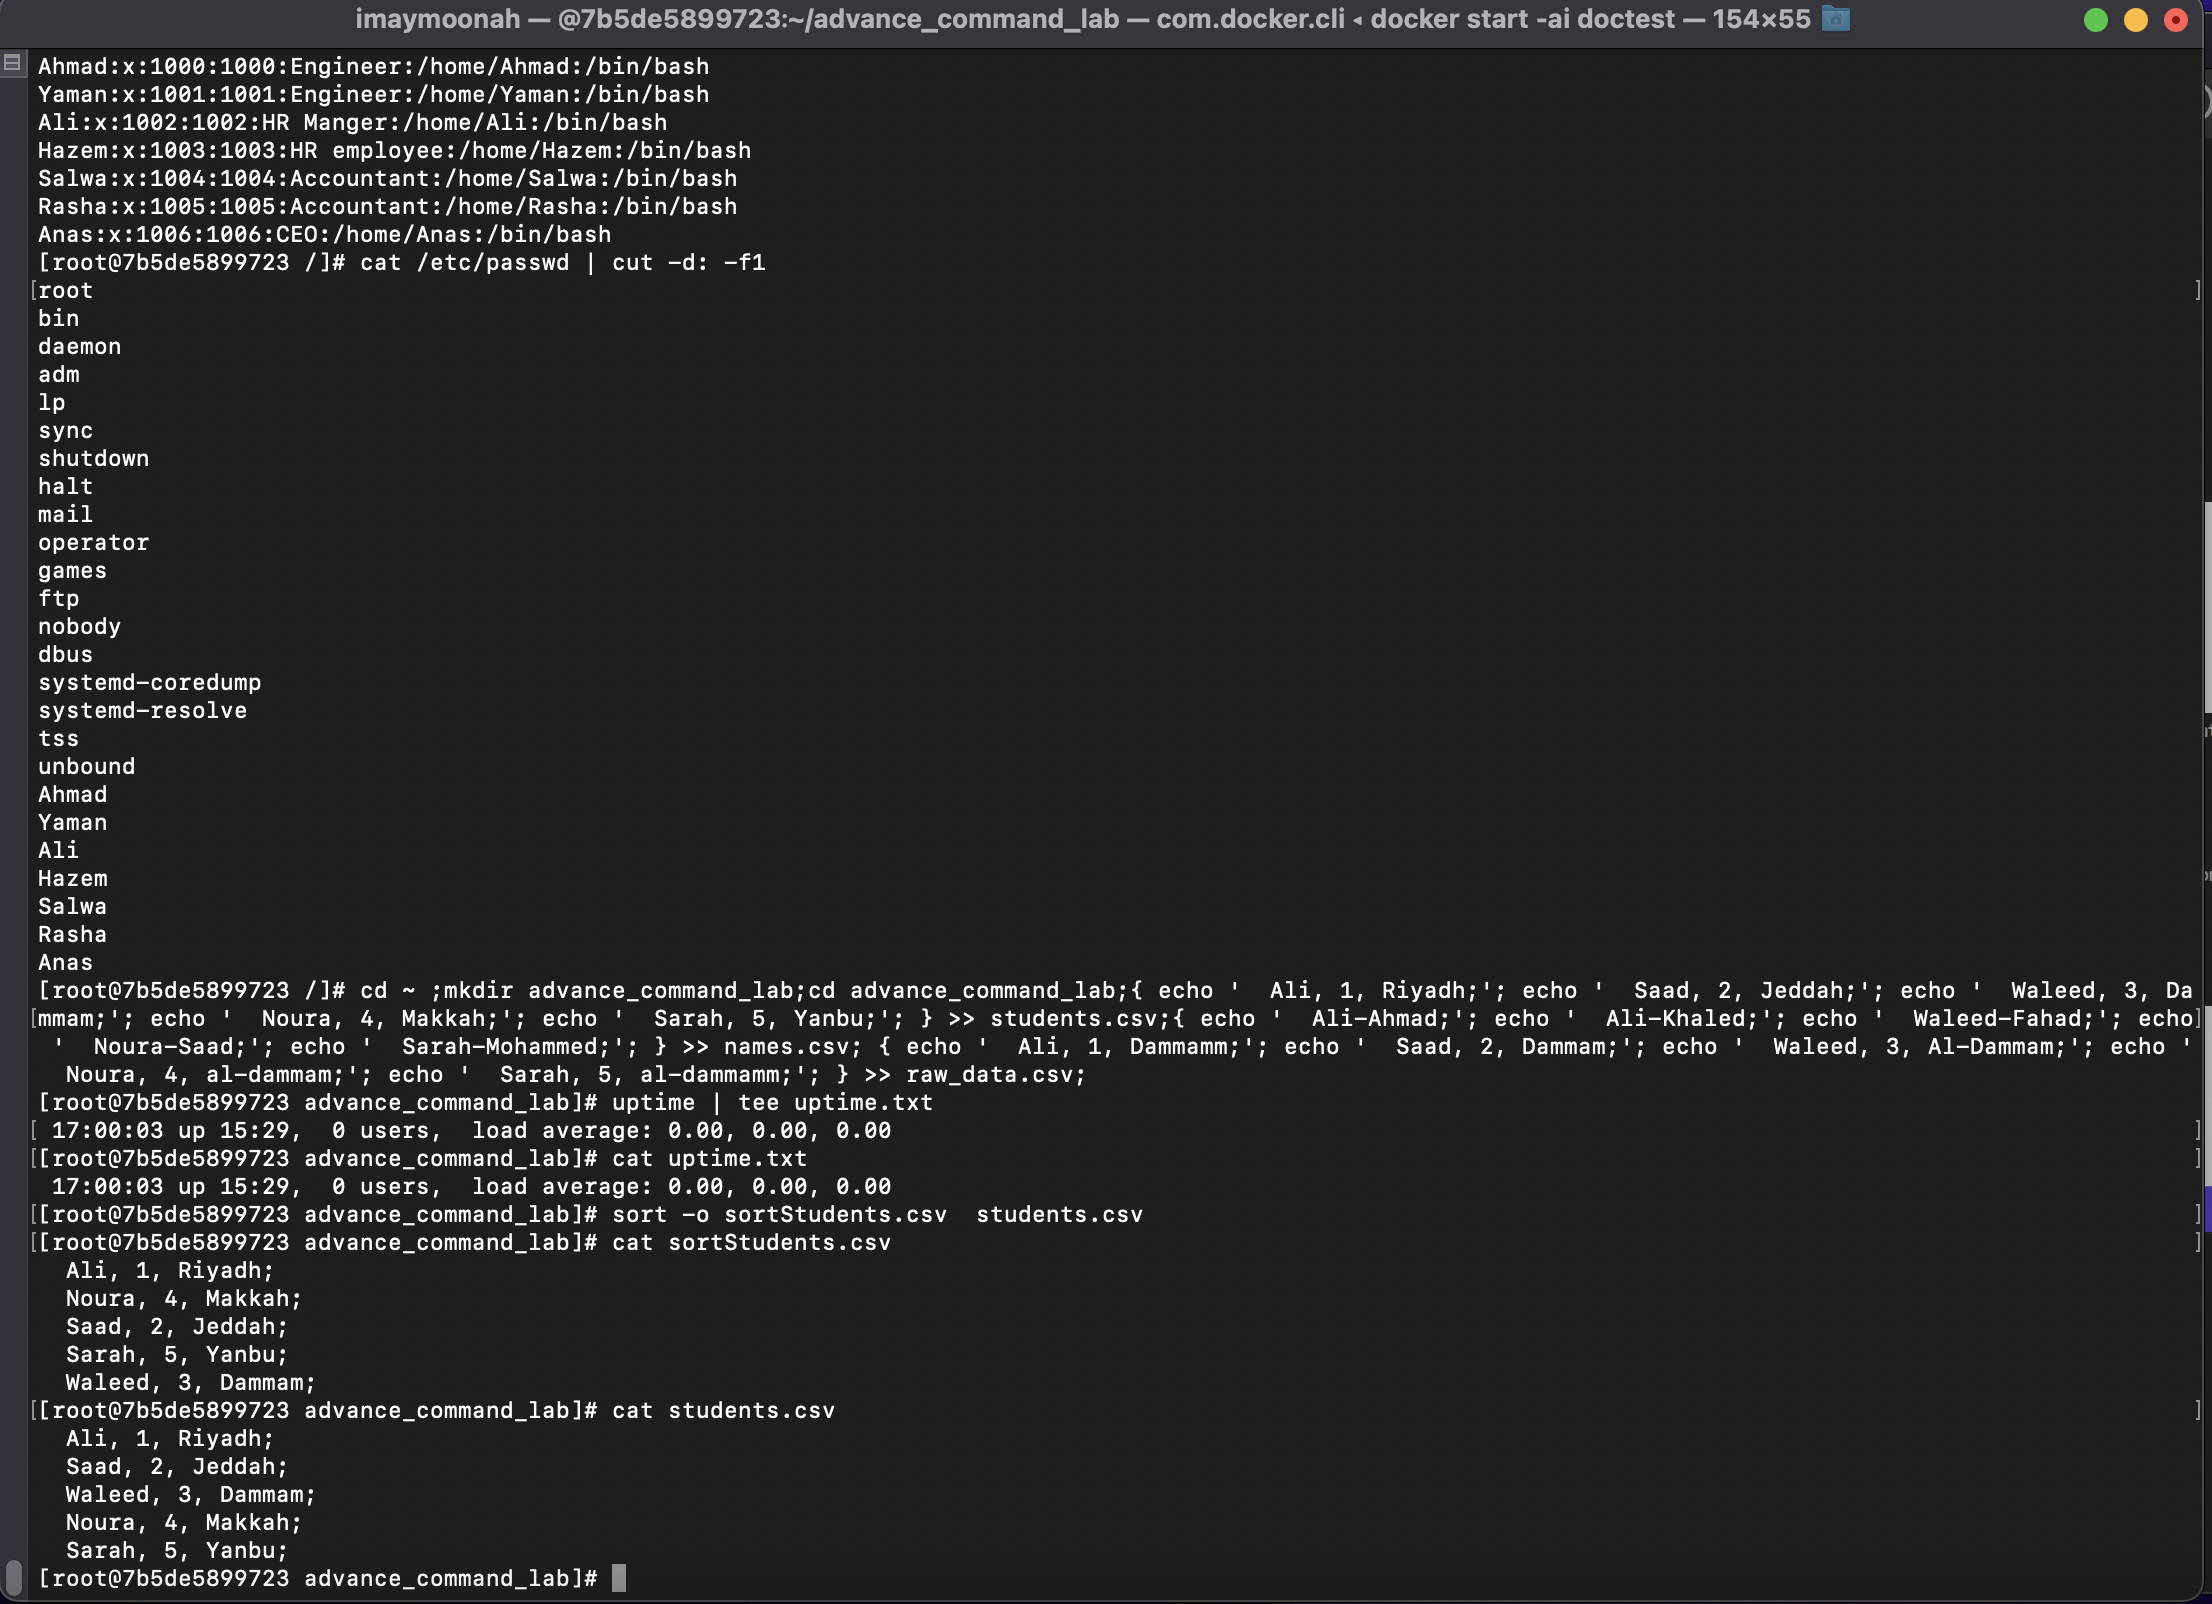 imaymoonah — @7b5de5899723:~/advance_command_lab — com.docker.cli ◂ docker start -ai doctest — 154×55
Ahmad:x:1000:1000:Engineer:/home/Ahmad:/bin/bash
Yaman:x:1001:1001:Engineer:/home/Yaman:/bin/bash
Ali:x:1002:1002:HR Manger:/home/Ali:/bin/bash
Hazem:x:1003:1003:HR employee:/home/Hazem:/bin/bash
Salwa:x:1004:1004:Accountant:/home/Salwa:/bin/bash
Rasha:x:1005:1005:Accountant:/home/Rasha:/bin/bash
Anas:x:1006:1006:CEO:/home/Anas:/bin/bash
[root@7b5de5899723 /]# cat /etc/passwd | cut -d: -f1
root
bin
daemon
adm
lp
sync
shutdown
halt
mail
operator
games
ftp
nobody
dbus
systemd-coredump
systemd-resolve
tss
unbound
Ahmad
Yaman
Ali
Hazem
Salwa
Rasha
Anas
[root@7b5de5899723 /]# cd ~ ;mkdir advance_command_lab;cd advance_command_lab;{ echo '  Ali, 1, Riyadh;'; echo '  Saad, 2, Jeddah;'; echo '  Waleed, 3, Da
mmam;'; echo '  Noura, 4, Makkah;'; echo '  Sarah, 5, Yanbu;'; } >> students.csv;{ echo '  Ali-Ahmad;'; echo '  Ali-Khaled;'; echo '  Waleed-Fahad;'; echo
 '  Noura-Saad;'; echo '  Sarah-Mohammed;'; } >> names.csv; { echo '  Ali, 1, Dammamm;'; echo '  Saad, 2, Dammam;'; echo '  Waleed, 3, Al-Dammam;'; echo '
  Noura, 4, al-dammam;'; echo '  Sarah, 5, al-dammamm;'; } >> raw_data.csv;
[root@7b5de5899723 advance_command_lab]# uptime | tee uptime.txt
 17:00:03 up 15:29,  0 users,  load average: 0.00, 0.00, 0.00
[root@7b5de5899723 advance_command_lab]# cat uptime.txt
 17:00:03 up 15:29,  0 users,  load average: 0.00, 0.00, 0.00
[root@7b5de5899723 advance_command_lab]# sort -o sortStudents.csv  students.csv
[root@7b5de5899723 advance_command_lab]# cat sortStudents.csv
  Ali, 1, Riyadh;
  Noura, 4, Makkah;
  Saad, 2, Jeddah;
  Sarah, 5, Yanbu;
  Waleed, 3, Dammam;
[root@7b5de5899723 advance_command_lab]# cat students.csv
  Ali, 1, Riyadh;
  Saad, 2, Jeddah;
  Waleed, 3, Dammam;
  Noura, 4, Makkah;
  Sarah, 5, Yanbu;
[root@7b5de5899723 advance_command_lab]#